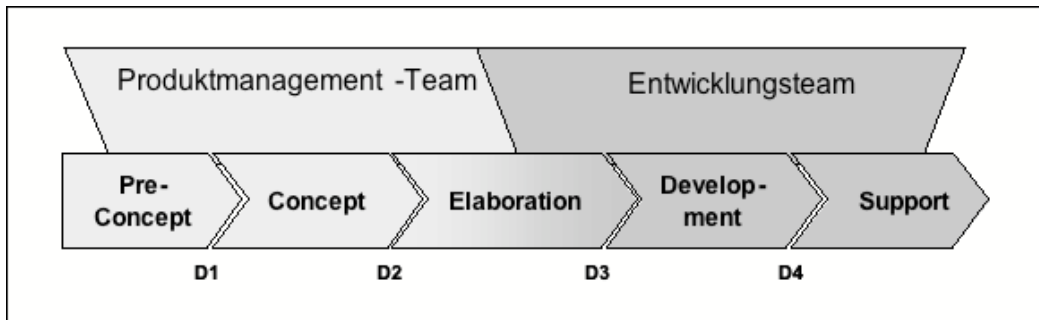 Produktmanagement -Team
Entwicklungsteam
Pre-
Concept
Concept
Elaboration
Develop-
ment
Support
D1
D2
D3
D4